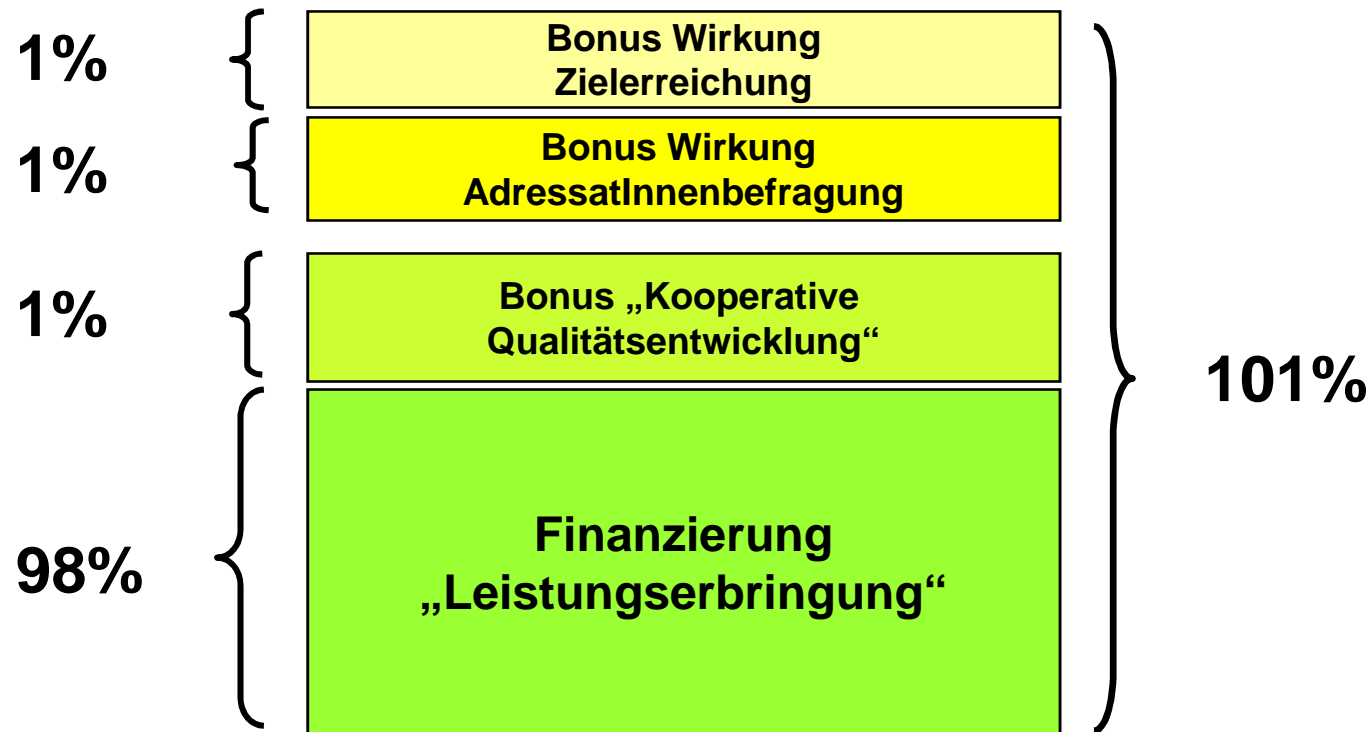 1%
Bonus Wirkung
Zielerreichung
1%
Bonus Wirkung
AdressatInnenbefragung
1%
Bonus „Kooperative
Qualitätsentwicklung“
101%
98%
Finanzierung
„Leistungserbringung“